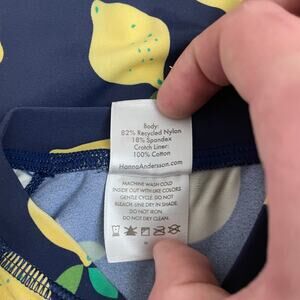 Body:
82% Recycled Nylon
18% Spandex
Crotch Liner:
100% Cotton
HannaAndersson.com
MACHINE WASH COLD
INSIDE OUT WITH LIKE COLORS.
GENTLE CYCLE. DO NOT
BLEACH. LINE DRY IN SHADE.
DO NOT IRON.
DO NOT DRY CLEAN.